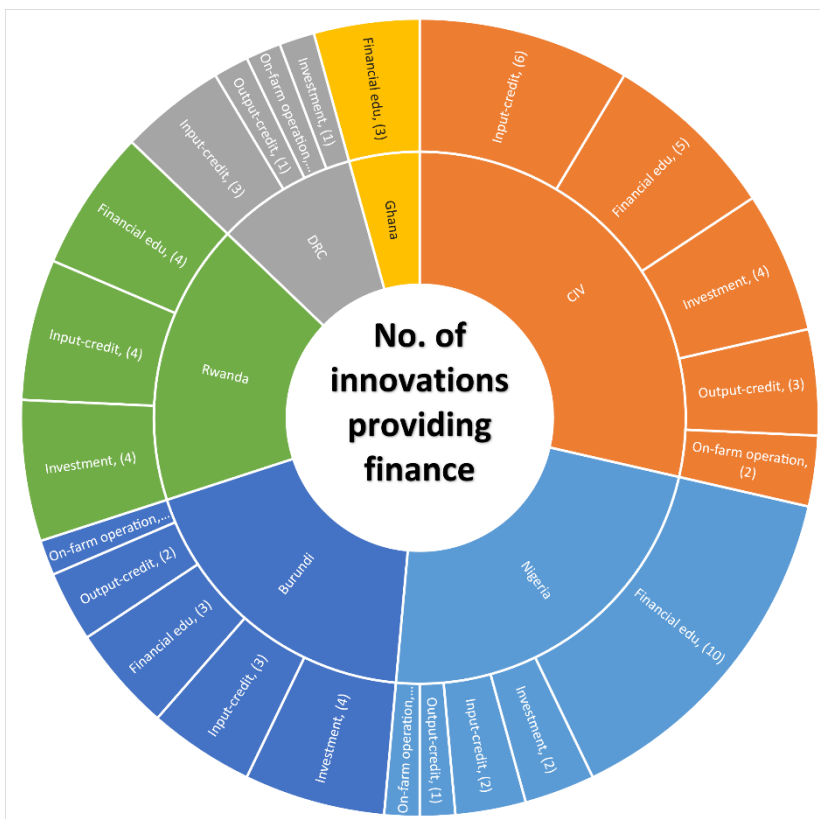 No. of
innovations
providing
finance
CIV
Input-credit, (6)
Financial edu, (5)
Investment, (4)
Output-credit, (3)
On-farm operation,
(2)
Nigeria
Financial edu, (10)
Investment, (2)
Input-credit, (2)
Output-credit, (1)
On-farm operation,...
Burundi
Investment, (4)
Input-credit, (3)
Financial edu, (3)
Output-credit, (2)
On-farm operation,...
Rwanda
Investment, (4)
Input-credit, (4)
Financial edu, (4)
DRC
Input-credit, (3)
Output-credit, (1)
On-farm operation,...
Investment, (1)
Ghana
Financial edu, (3)